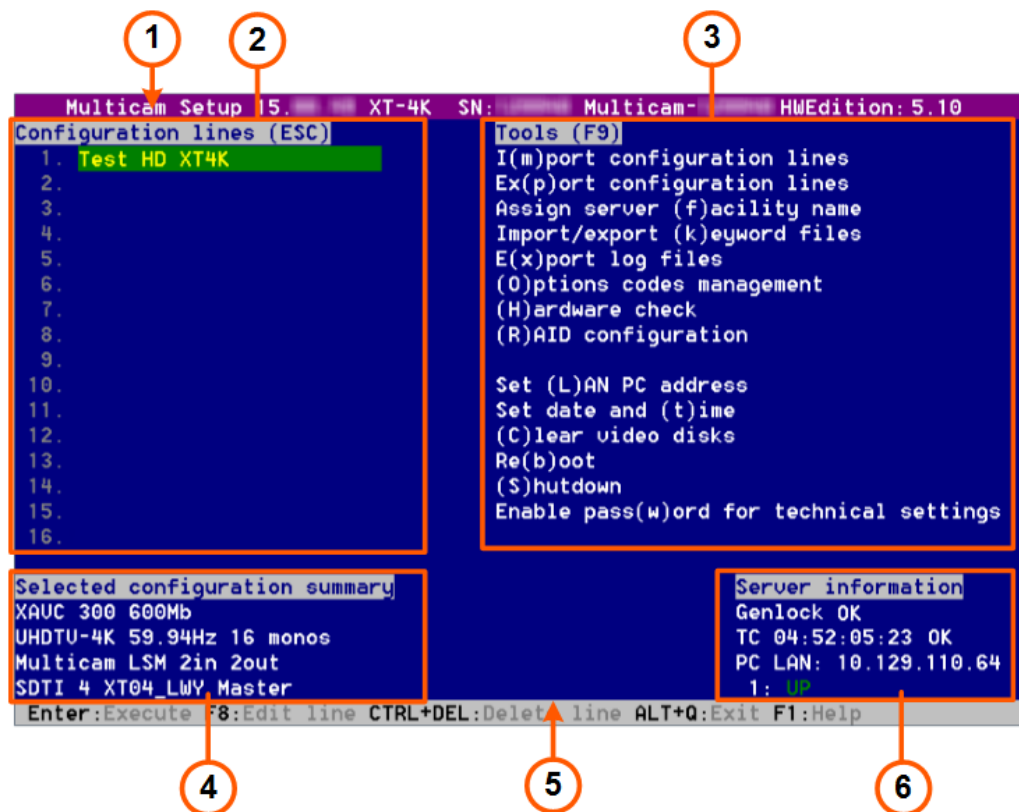 1 2 3
Multicam Setup 15. XT-4K SN: Multicam- HWEdition: 5.10
Configuration lines (ESC)
1. Test HD XT4K
2.
3.
4.
5.
6.
7.
8.
9.
10.
11.
12.
13.
14.
15.
16.
Tools (F9)
I(m)port configuration lines
Ex(p)ort configuration lines
Assign server (f)acility name
Import/export (k)eyword files
E(x)port log files
(O)ptions codes management
(H)ardware check
(R)AID configuration
Set (L)AN PC address
Set date and (t)ime
(C)lear video disks
Re(b)oot
(S)hutdown
Enable pass(w)ord for technical settings
Selected configuration summary
XAVC 300 600Mb
UHDTV-4K 59.94Hz 16 monos
Multicam LSM 2in 2out
SDTI 4 XT04_LWY Master
Server information
Genlock OK
TC 04:52:05:23 OK
PC LAN: 10.129.110.64
1: UP
Enter:Execute F8:Edit line CTRL+DEL:Delete line ALT+Q:Exit F1:Help
4 5 6